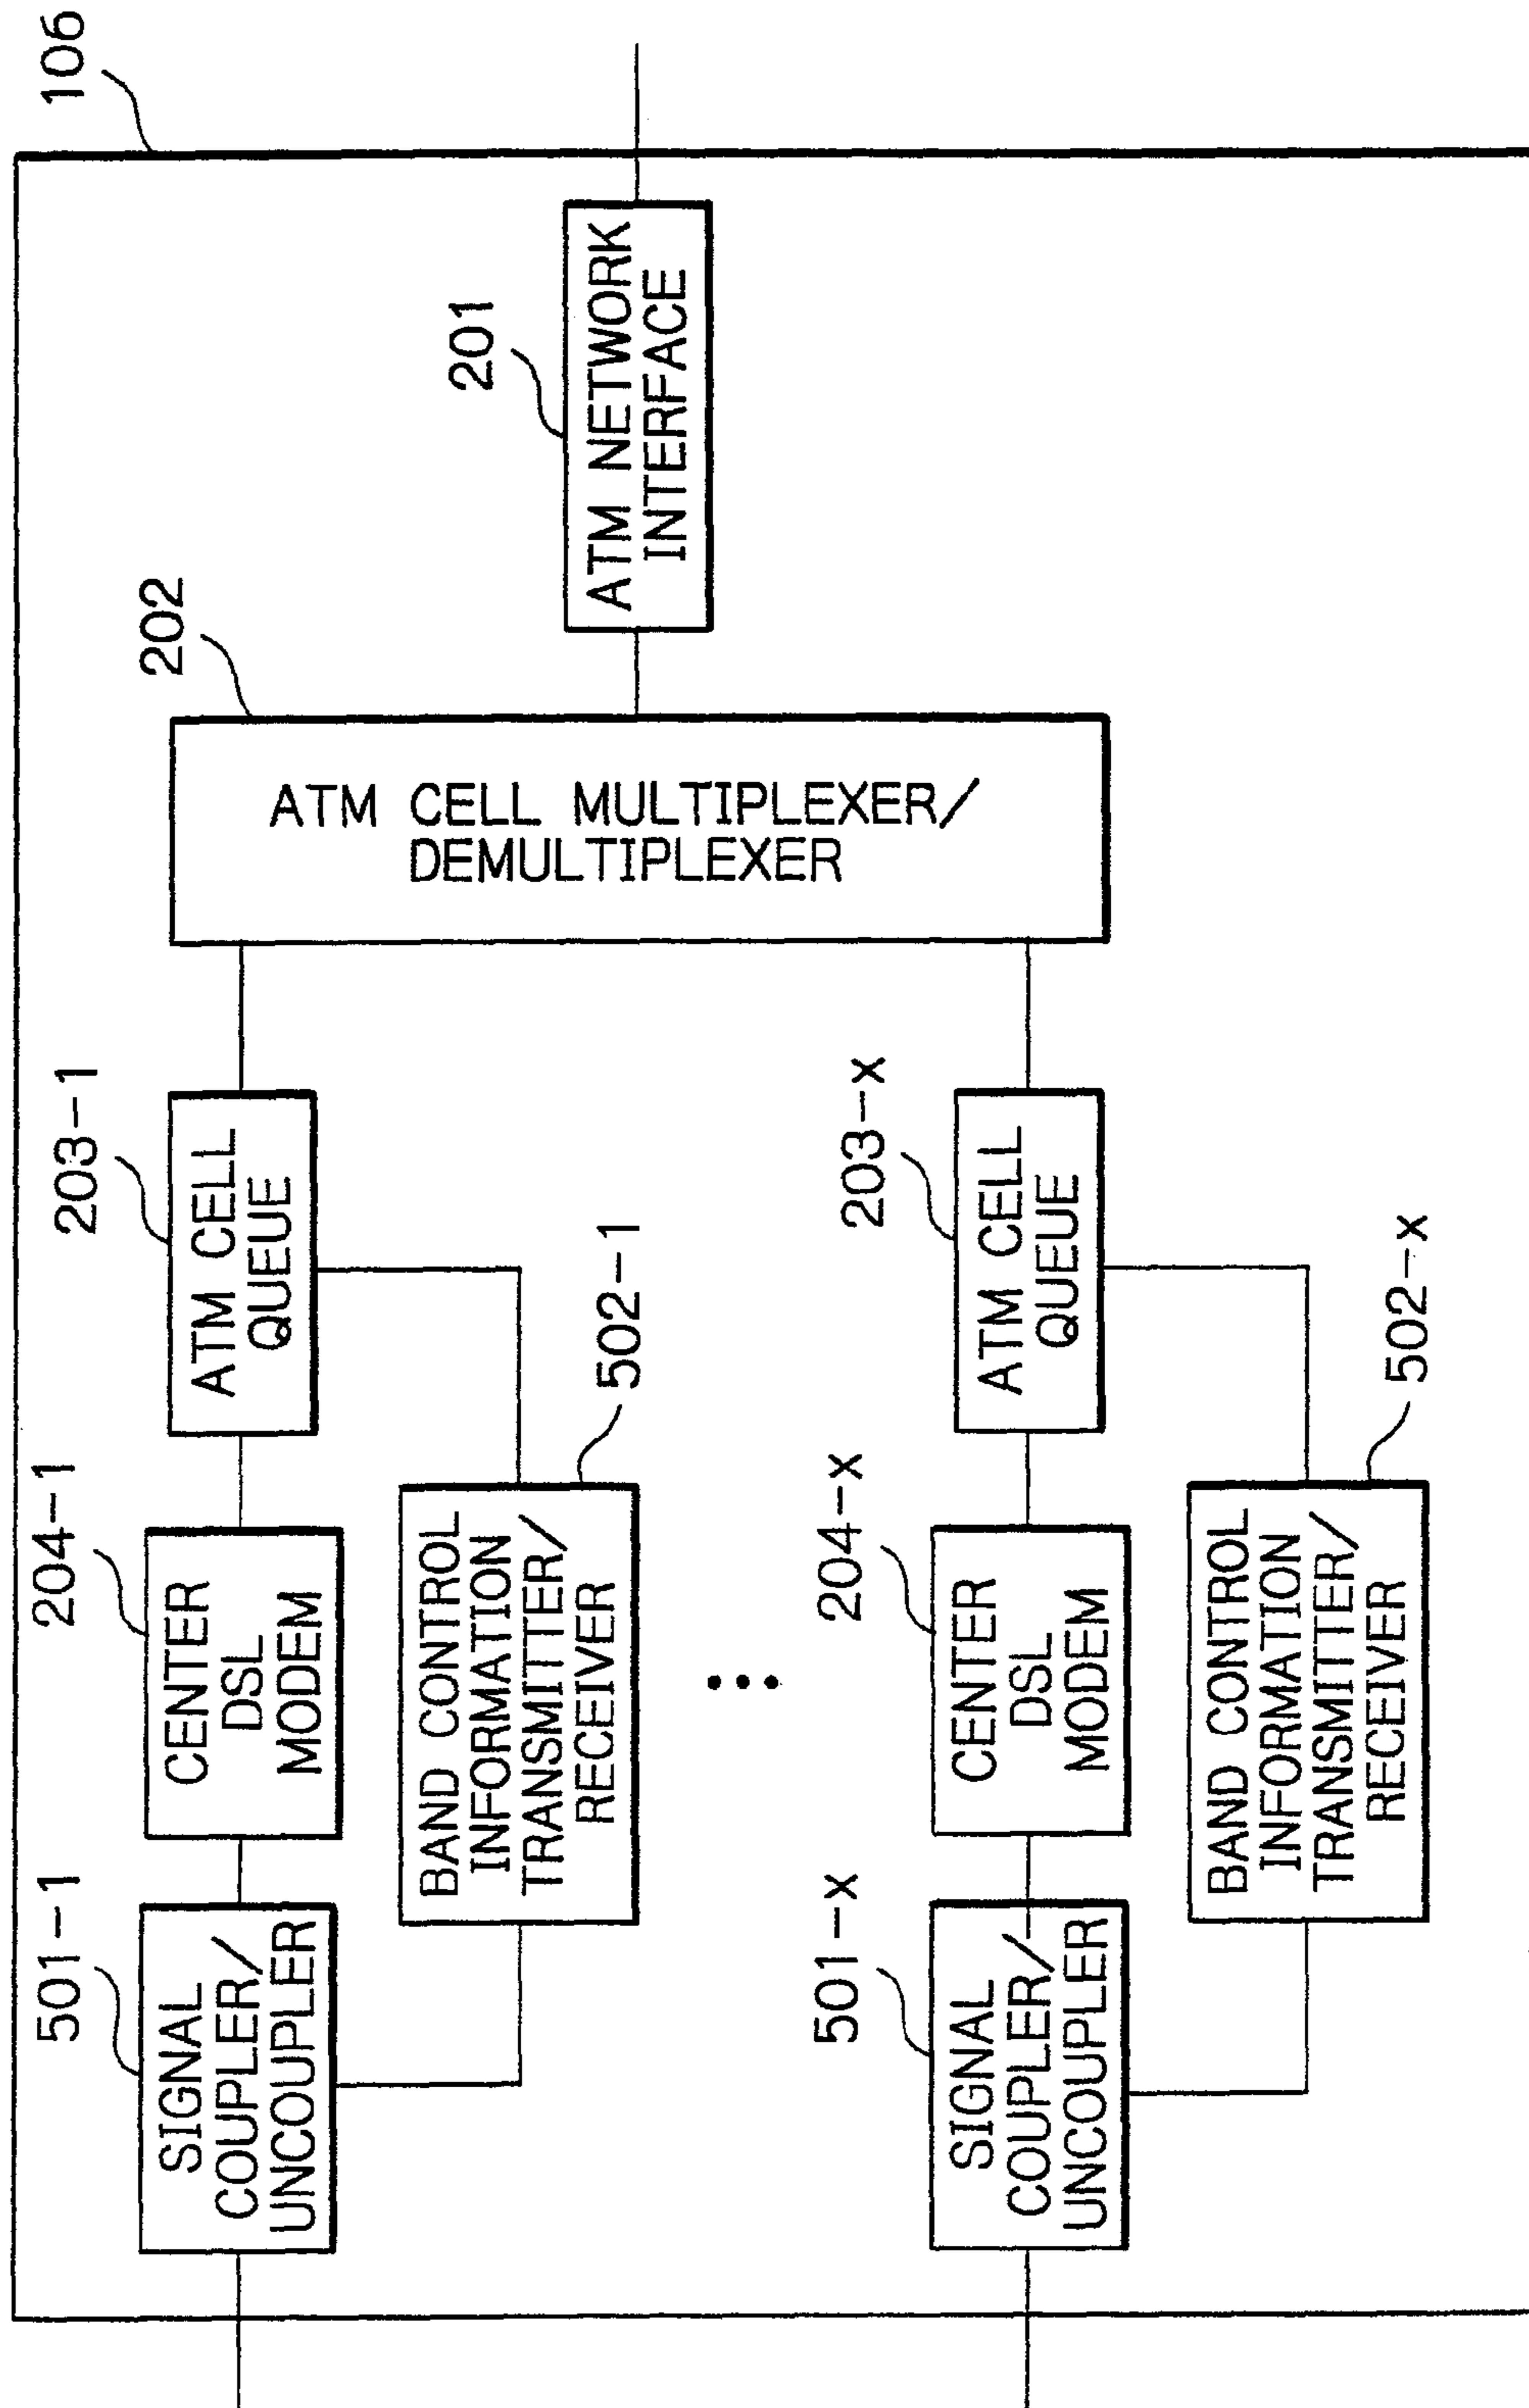 106
501-1
SIGNAL
COUPLER/
UNCOUPLER
204-1
CENTER
DSL
MODEM
203-1
ATM CELL
QUEUE
202
ATM CELL MULTIPLEXER/
DEMULTIPLEXER
201
ATM NETWORK
INTERFACE
BAND CONTROL
INFORMATION
TRANSMITTER/
RECEIVER
502-1
501-x
SIGNAL
COUPLER/
UNCOUPLER
204-x
CENTER
DSL
MODEM
203-x
ATM CELL
QUEUE
BAND CONTROL
INFORMATION
TRANSMITTER/
RECEIVER
502-x